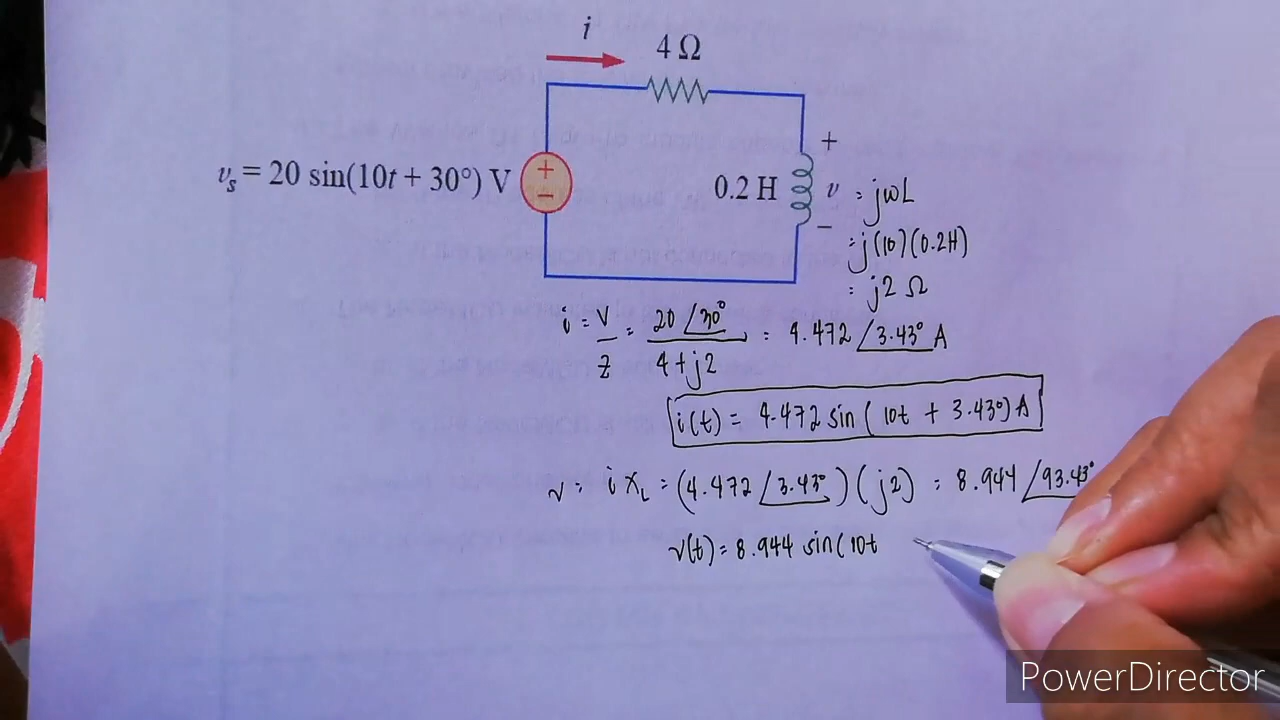 i
4 Ω
+
vₛ = 20 sin(10t + 30°) V
+
−
0.2 H
v
−
= jωL
= j(10)(0.2H)
= j2 Ω
i = V/Z = 20∠30° / 4+j2 = 4.472 ∠3.43° A
i(t) = 4.472 sin( 10t + 3.43°) A
v = i X_L = (4.472 ∠3.43°)(j2) = 8.944 ∠93.43°
v(t) = 8.944 sin( 10t
PowerDirector